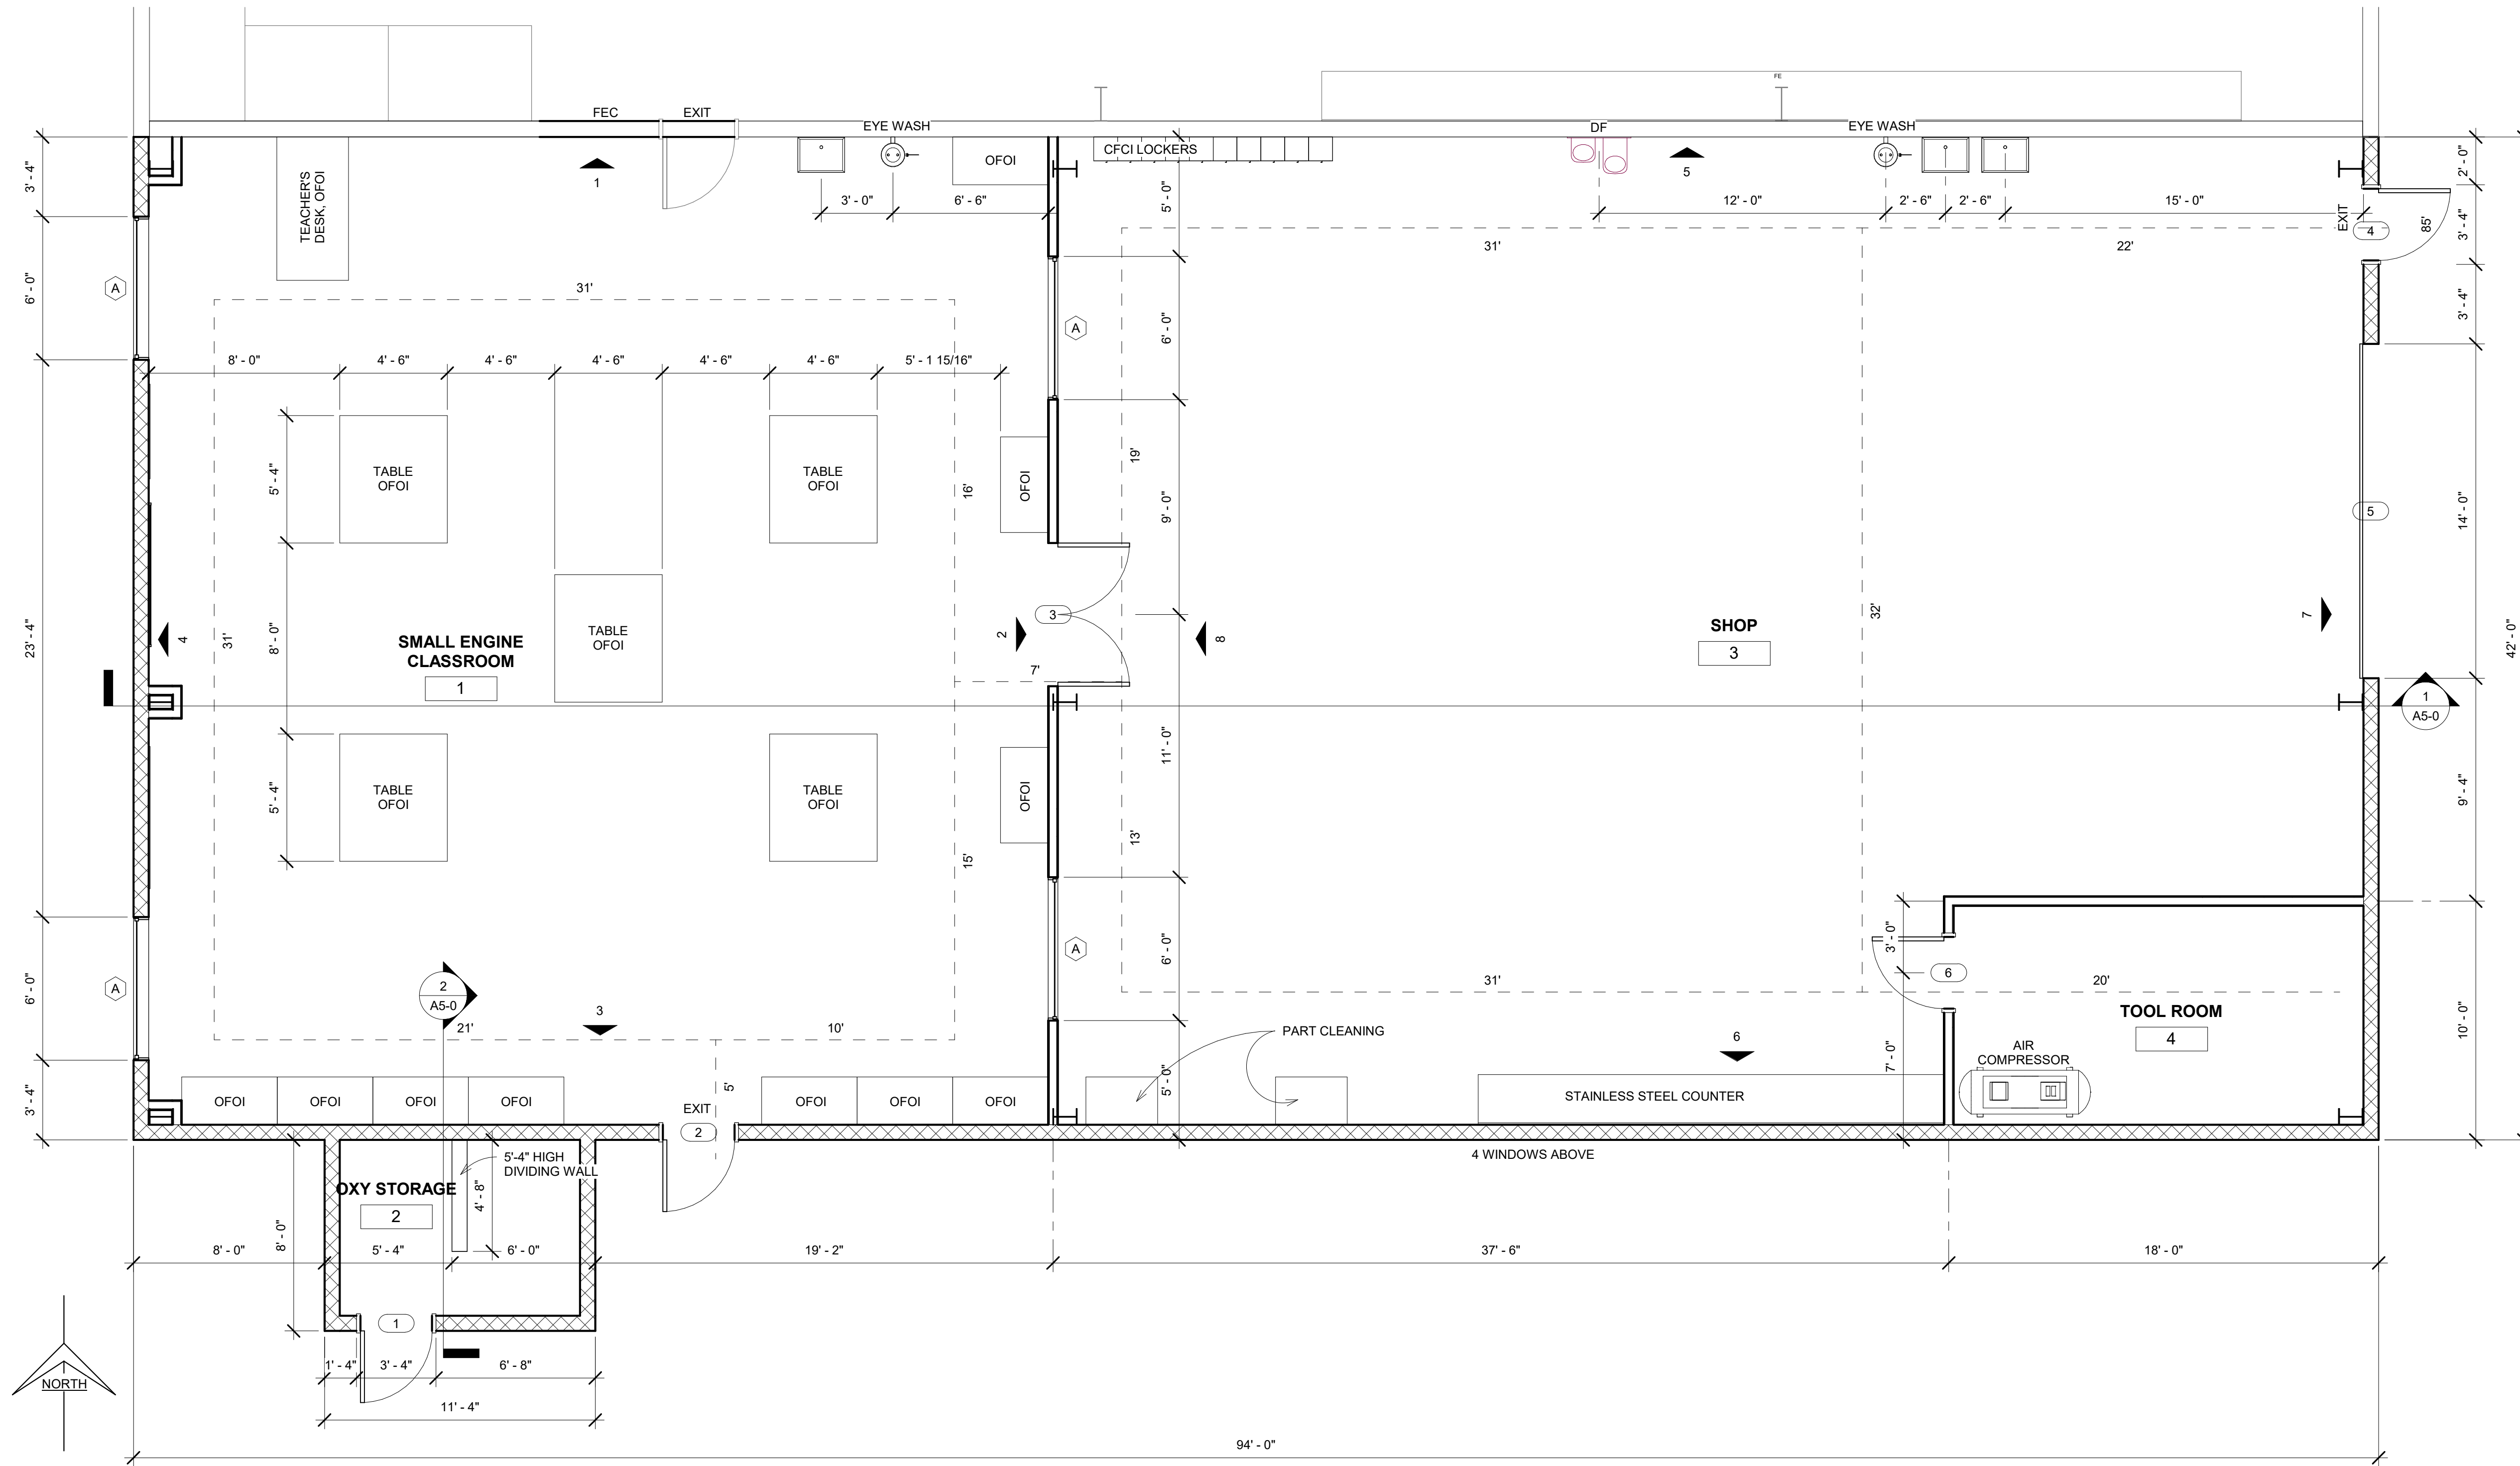 FE
FEC
EXIT
EYE WASH
DF
EYE WASH
CFCI LOCKERS
OFOI
TEACHER'S
DESK, OFOI
1
5
3' - 4"
3' - 0"
6' - 6"
5' - 0"
12' - 0"
2' - 6"
2' - 6"
15' - 0"
EXIT
4
85'
2' - 0"
3' - 4"
3' - 4"
31'
22'
6' - 0"
A
31'
A
6' - 0"
8' - 0"
4' - 6"
4' - 6"
4' - 6"
4' - 6"
4' - 6"
5' - 1 15/16"
5' - 4"
TABLE
OFOI
TABLE
OFOI
16'
OFOI
19'
9' - 0"
5
14' - 0"
23' - 4"
4
31'
8' - 0"
SMALL ENGINE
CLASSROOM
1
TABLE
OFOI
2
3
7'
8
SHOP
3
32'
7
42' - 0"
1
A5-0
5' - 4"
TABLE
OFOI
TABLE
OFOI
15'
OFOI
13'
11' - 0"
9' - 4"
6' - 0"
A
2
A5-0
21'
3
10'
A
6' - 0"
31'
3' - 0"
6
20'
TOOL ROOM
4
10' - 0"
PART CLEANING
6
7' - 0"
AIR
COMPRESSOR
3' - 4"
OFOI
OFOI
OFOI
OFOI
5'
OFOI
OFOI
OFOI
5' - 0"
STAINLESS STEEL COUNTER
EXIT
2
4 WINDOWS ABOVE
5'-4" HIGH
DIVIDING WALL
OXY STORAGE
2
4' - 8"
8' - 0"
8' - 0"
5' - 4"
6' - 0"
19' - 2"
37' - 6"
18' - 0"
1
1' - 4"
3' - 4"
6' - 8"
11' - 4"
NORTH
94' - 0"